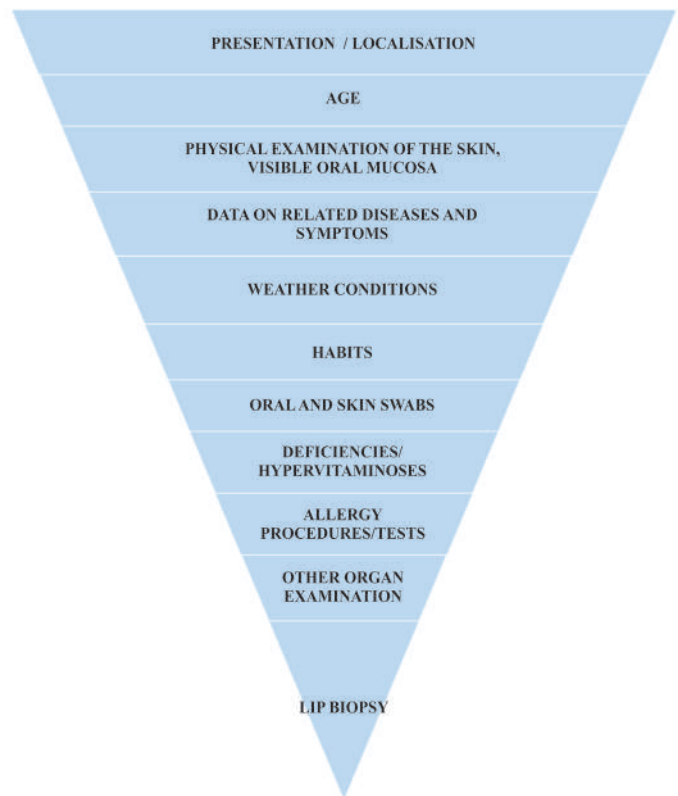 PRESENTATION / LOCALISATION
AGE
PHYSICAL EXAMINATION OF THE SKIN,
VISIBLE ORAL MUCOSA
DATA ON RELATED DISEASES AND
SYMPTOMS
WEATHER CONDITIONS
HABITS
ORAL AND SKIN SWABS
DEFICIENCIES/
HYPERVITAMINOSES
ALLERGY
PROCEDURES/TESTS
OTHER ORGAN
EXAMINATION
LIP BIOPSY